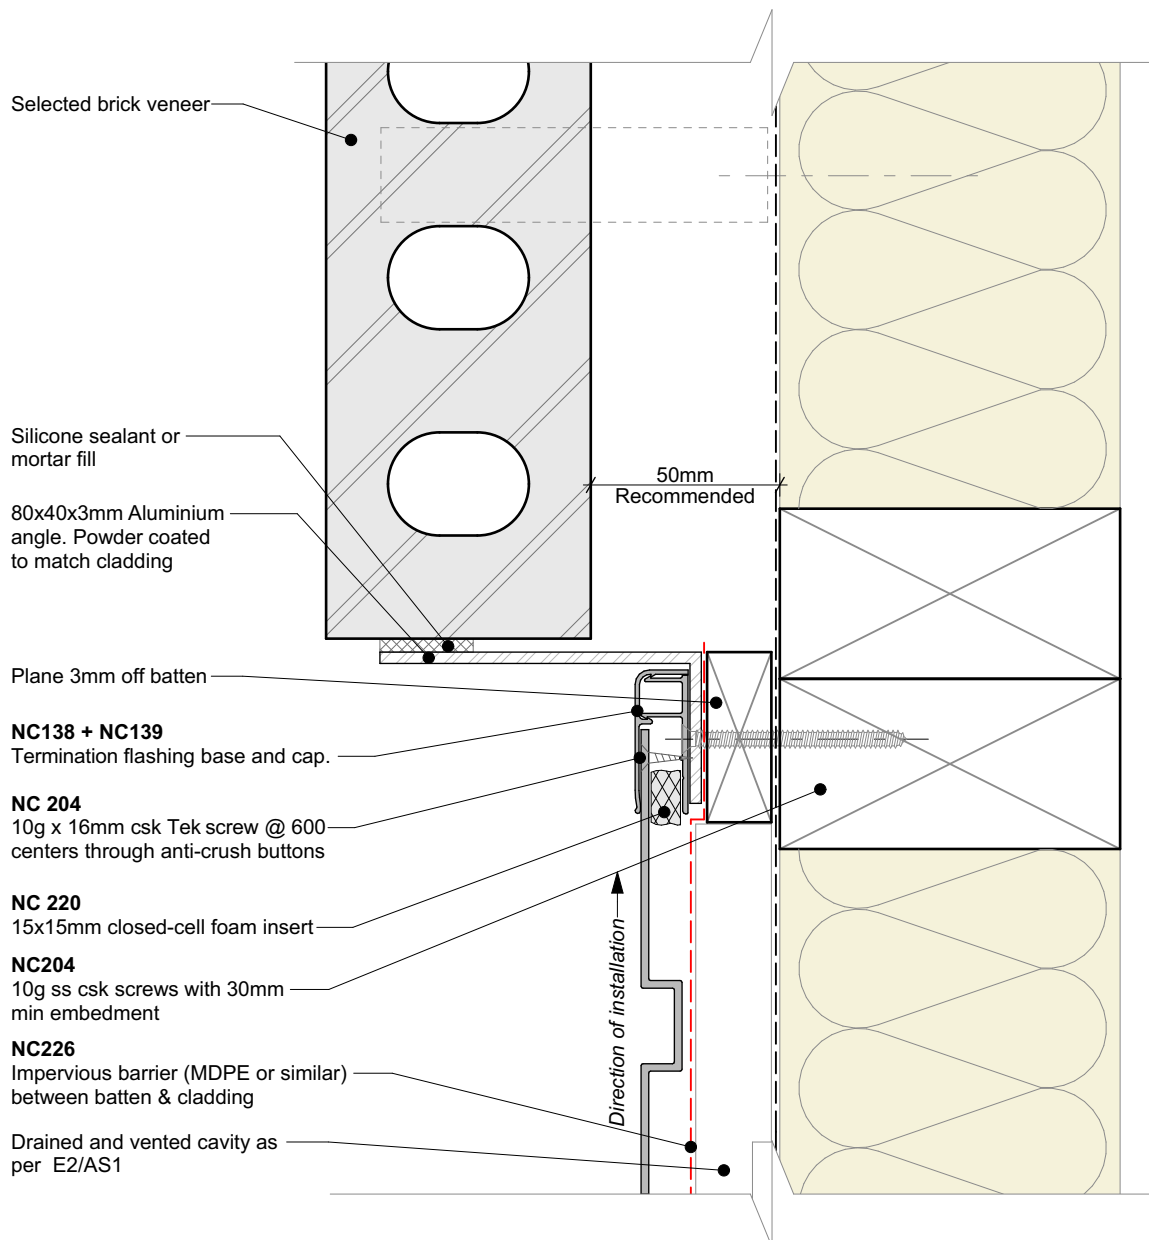 Selected brick veneer
Silicone sealant or
mortar fill
50mm
Recommended
80x40x3mm Aluminium
angle. Powder coated
to match cladding
Plane 3mm off batten
NC138 + NC139
Termination flashing base and cap.
NC 204
10g x 16mm csk Tek screw @ 600
centers through anti-crush buttons
NC 220
15x15mm closed-cell foam insert
NC204
10g ss csk screws with 30mm
min embedment
NC226
Impervious barrier (MDPE or similar)
between batten & cladding
Drained and vented cavity as
per E2/AS1
Direction of installation